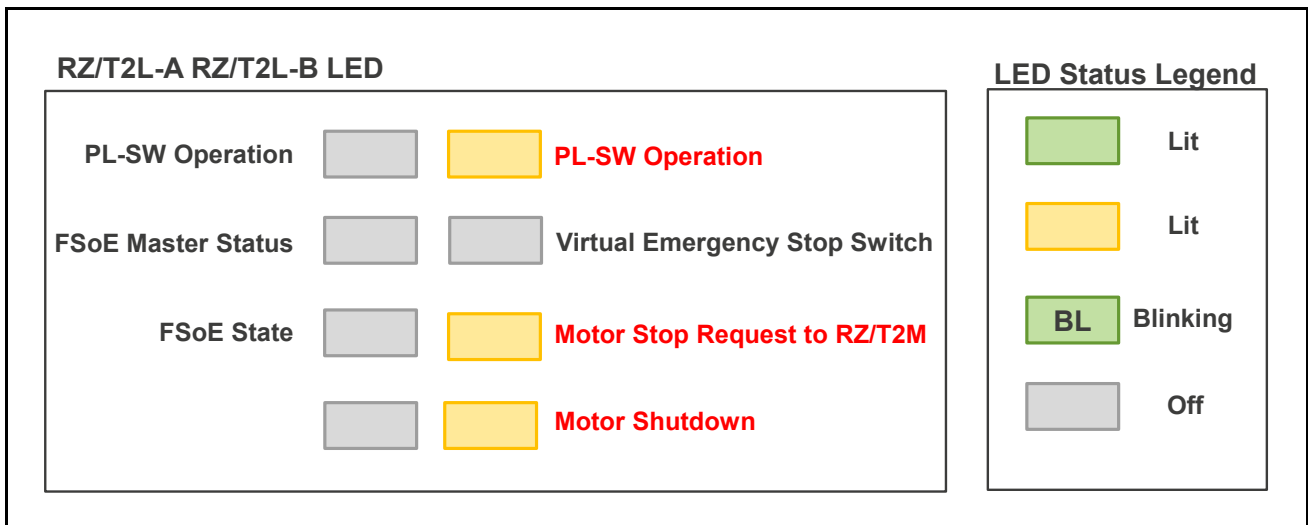 RZ/T2L-A RZ/T2L-B LED
LED Status Legend
PL-SW Operation
PL-SW Operation
FSoE Master Status
Virtual Emergency Stop Switch
FSoE State
Motor Stop Request to RZ/T2M
Motor Shutdown
Lit
Lit
BL
Blinking
Off